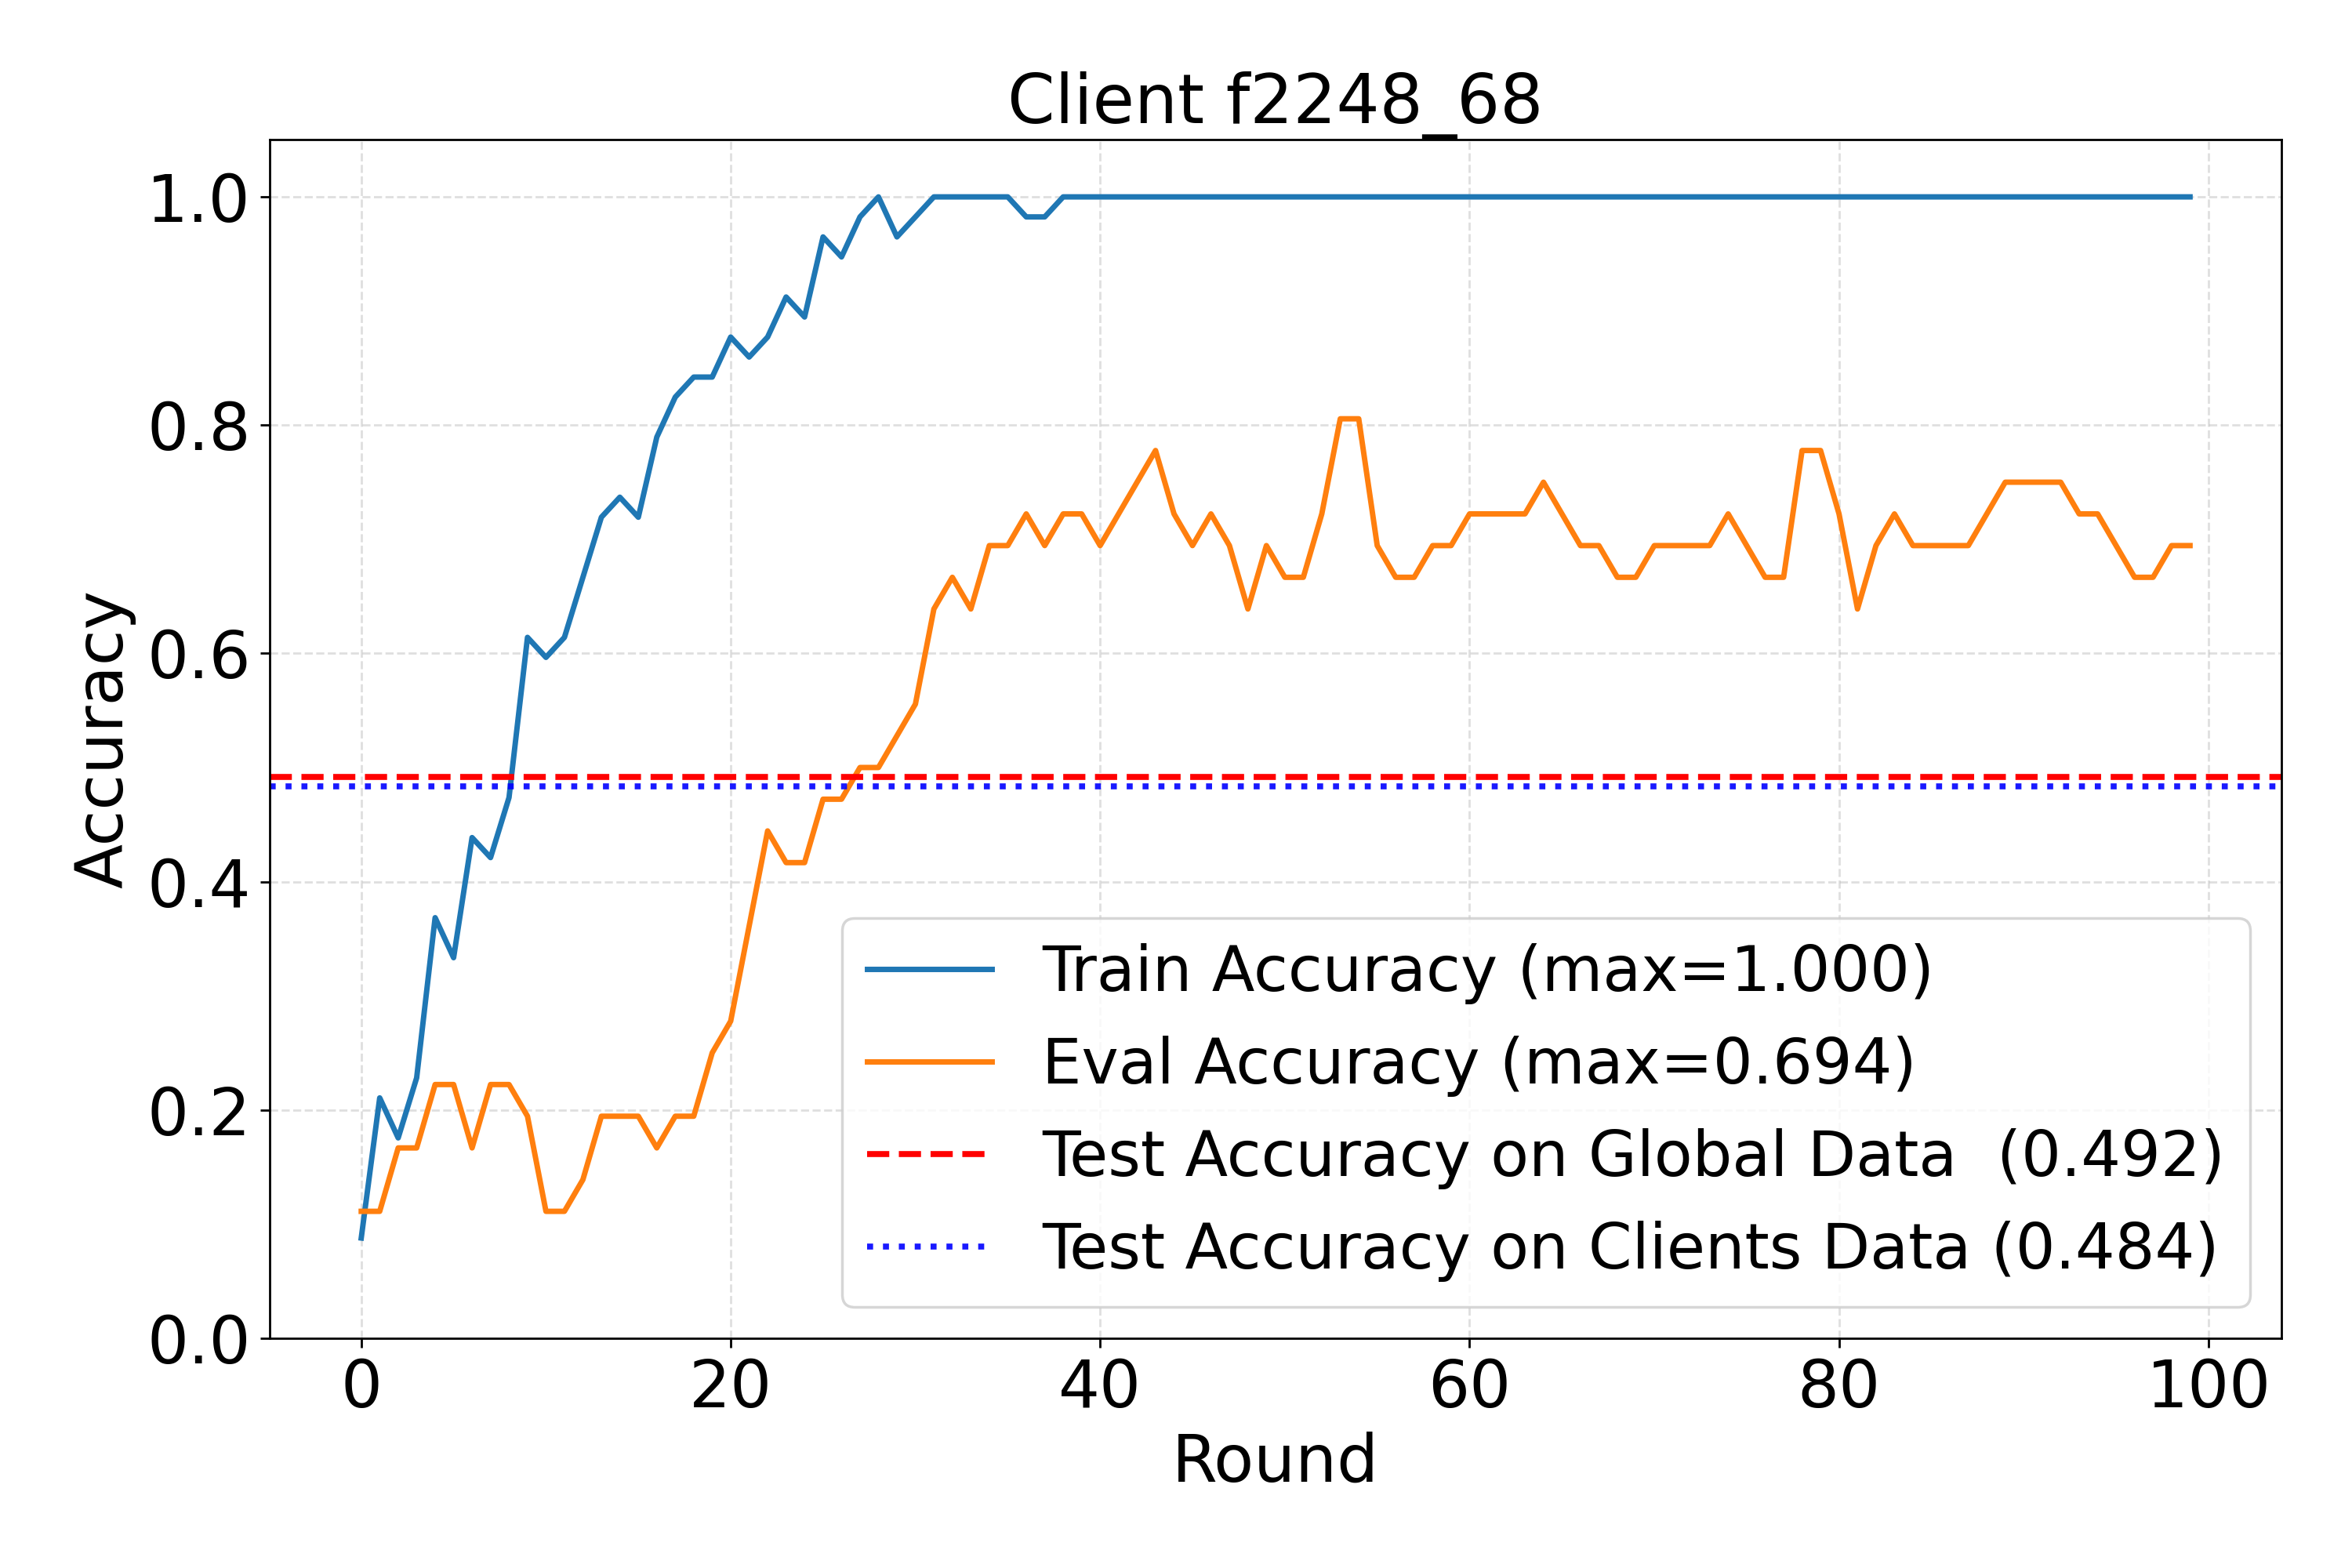 Client f2248_68
1.0
0.8
0.6
0.4
0.2
0.0
Accuracy
Train Accuracy (max=1.000)
Eval Accuracy (max=0.694)
Test Accuracy on Global Data (0.492)
Test Accuracy on Clients Data (0.484)
0 20 40 60 80 100
Round